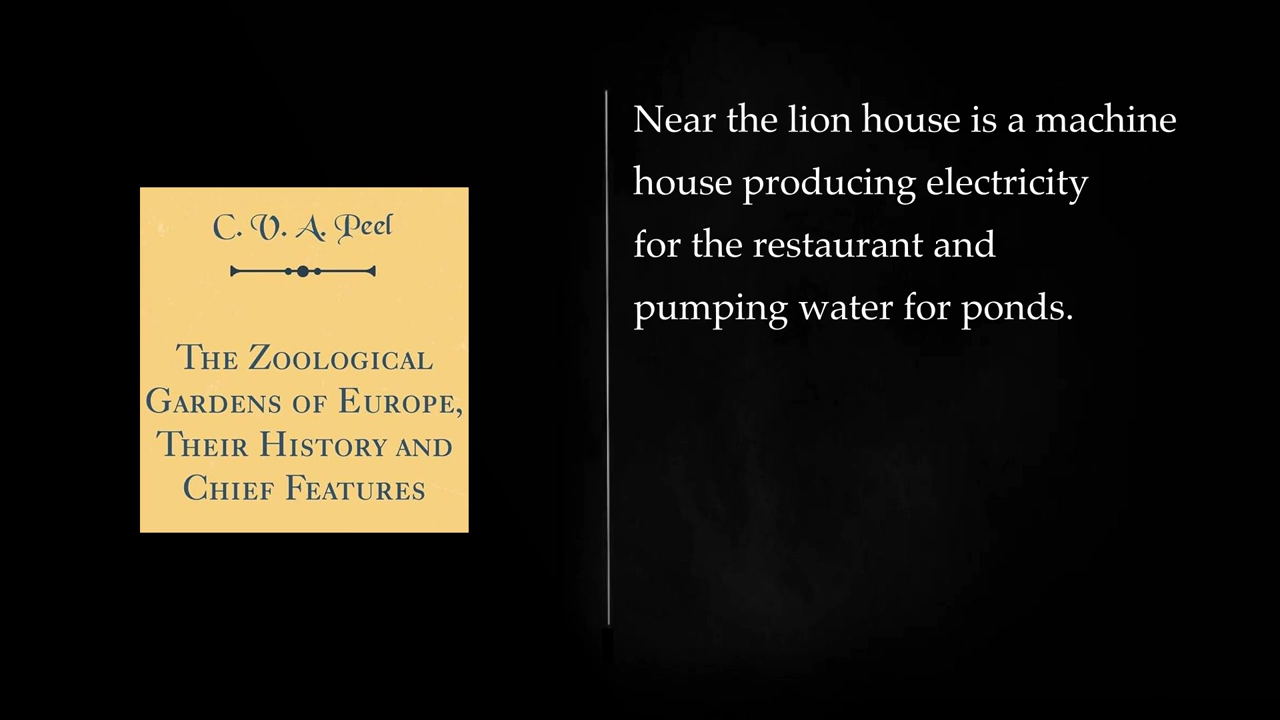 C. V. A. Peel
The Zoological
Gardens of Europe,
Their History and
Chief Features
Near the lion house is a machine
house producing electricity
for the restaurant and
pumping water for ponds.